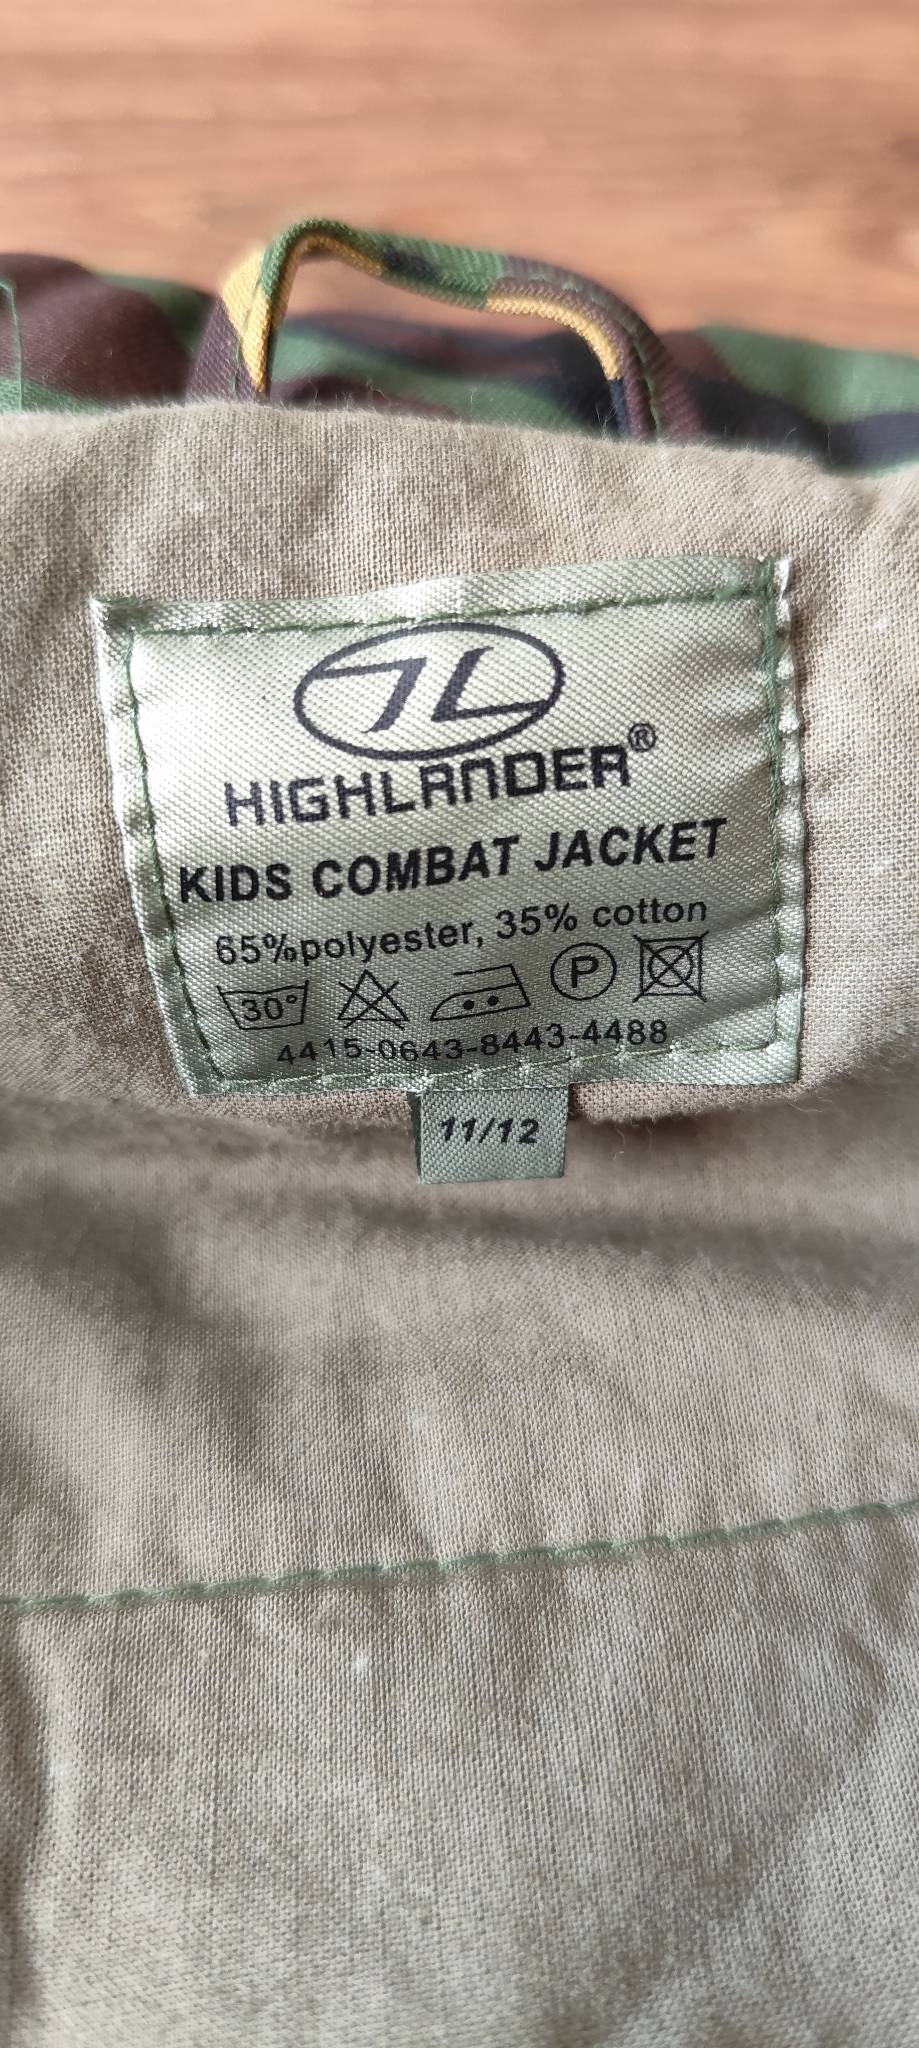 HIGHLANDER®
KIDS COMBAT JACKET
65%polyester, 35% cotton
30° P
4415-0643-8443-4488
11/12